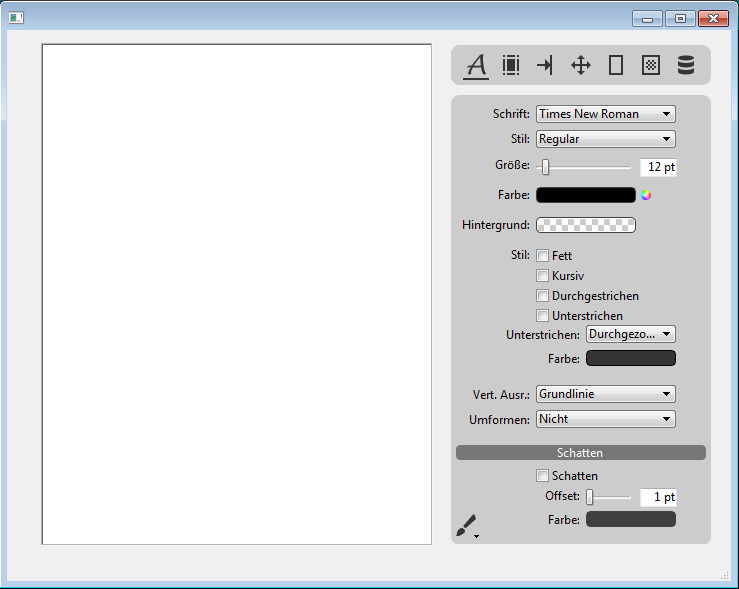 Schrift: Times New Roman
Stil: Regular
Größe: 12 pt
Farbe:
Hintergrund:
Stil: Fett
Kursiv
Durchgestrichen
Unterstrichen
Unterstrichen: Durchgezo...
Farbe:
Vert. Ausr.: Grundlinie
Umformen: Nicht
Schatten
Schatten
Offset: 1 pt
Farbe: